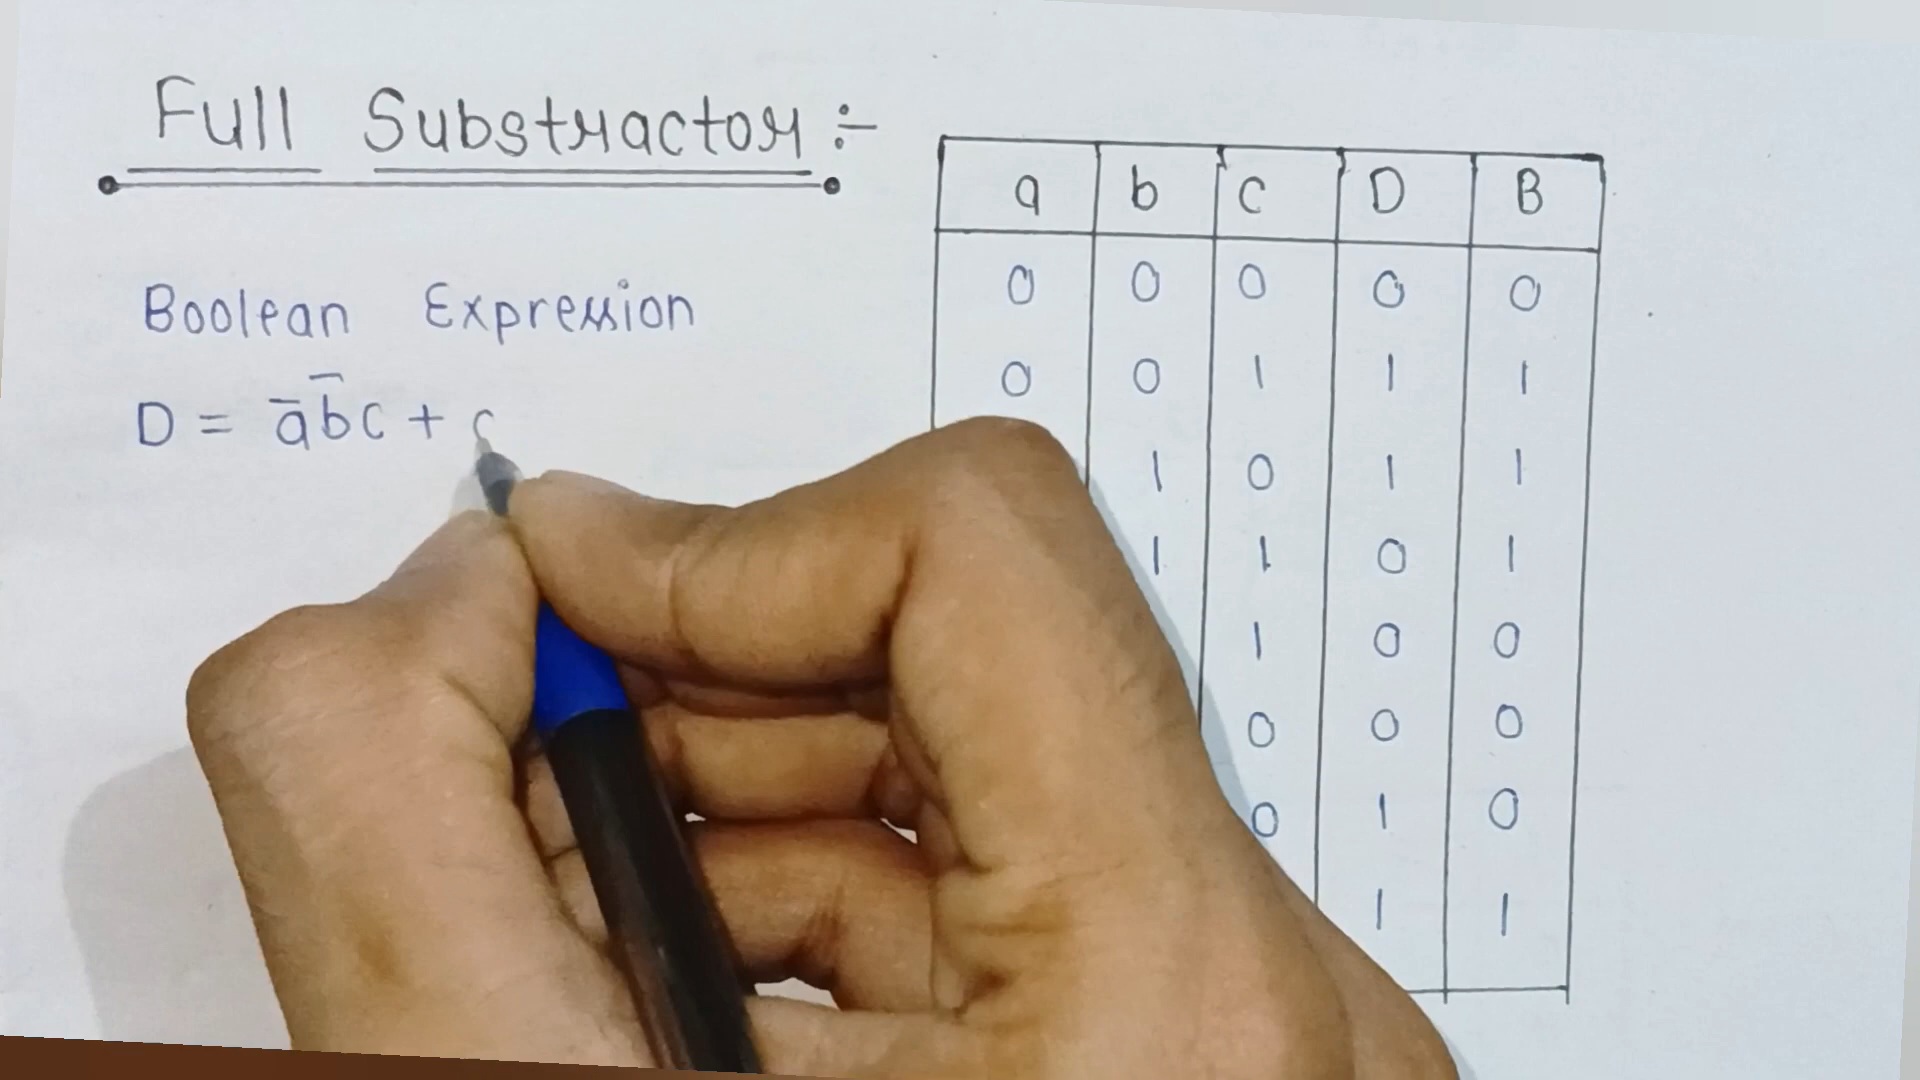 Full Substractor :-
Boolean Expression
D = a̅b̅c + c
a b c D B
0 0 0 0 0
0 0 1 1 1
1 0 1 1
1 1 0 1
1 0 0
0 0 0
0 1 0
1 1